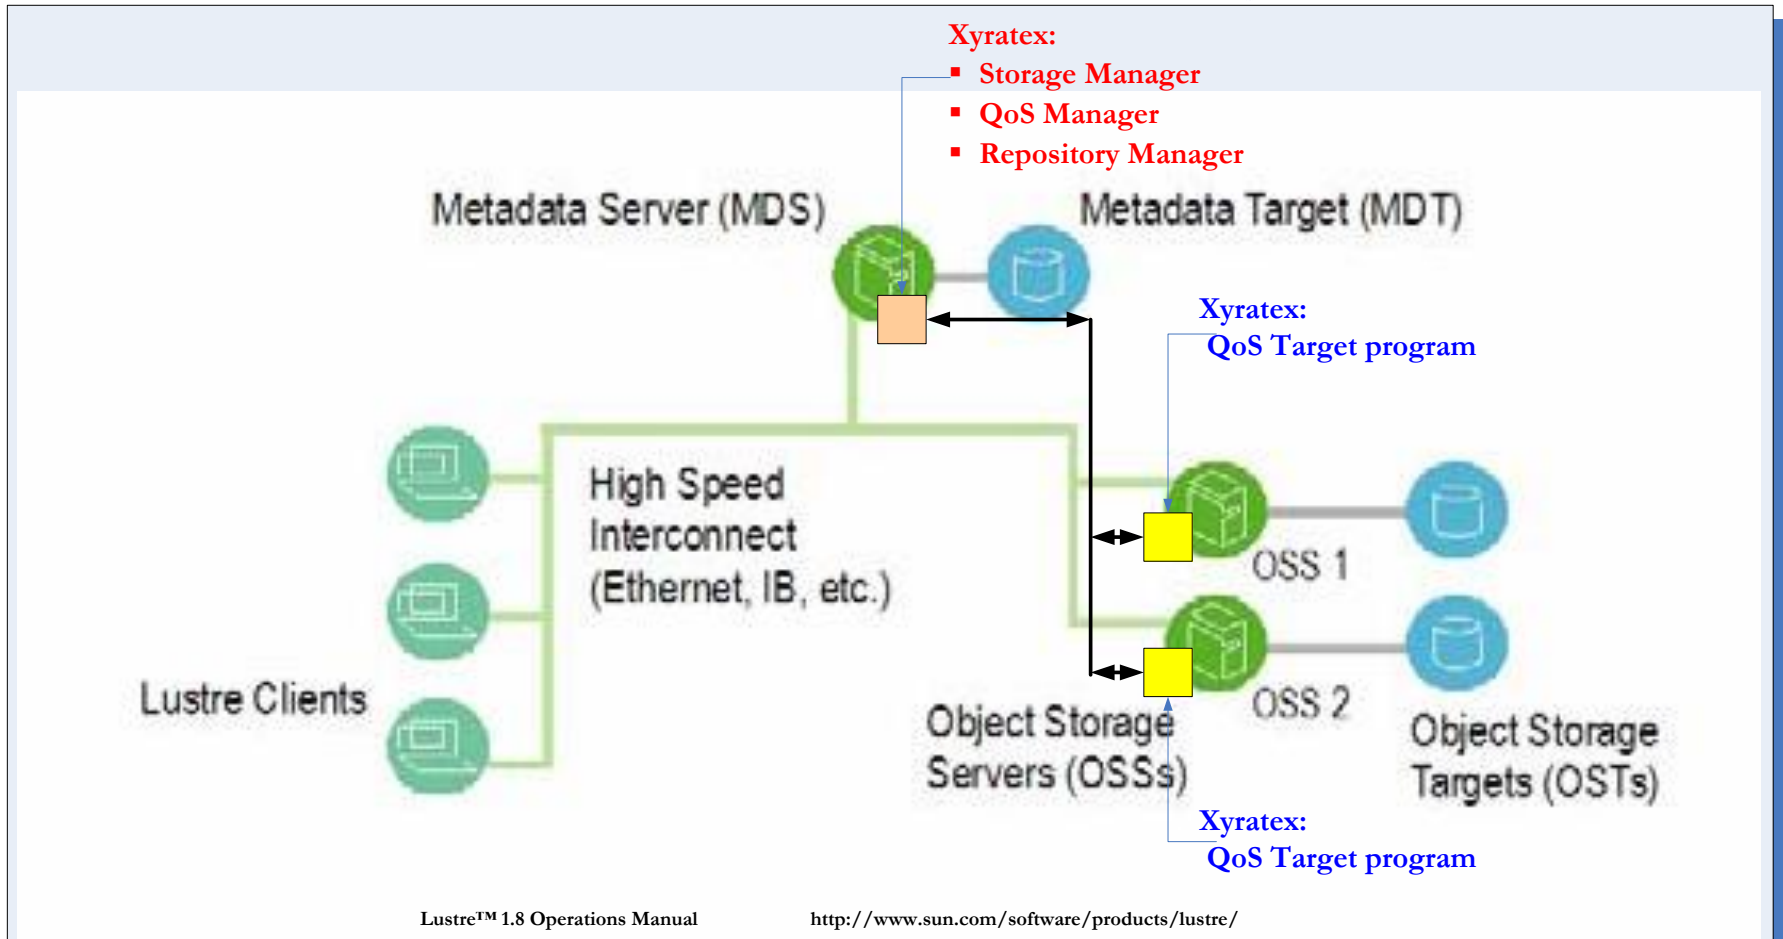 Xyratex:
▪ Storage Manager
▪ QoS Manager
▪ Repository Manager
Metadata Server (MDS)
Metadata Target (MDT)
Xyratex:
QoS Target program
High Speed
Interconnect
(Ethernet, IB, etc.)
OSS 1
Lustre Clients
OSS 2
Object Storage
Servers (OSSs)
Object Storage
Targets (OSTs)
Xyratex:
QoS Target program
Lustre™ 1.8 Operations Manual
http://www.sun.com/software/products/lustre/